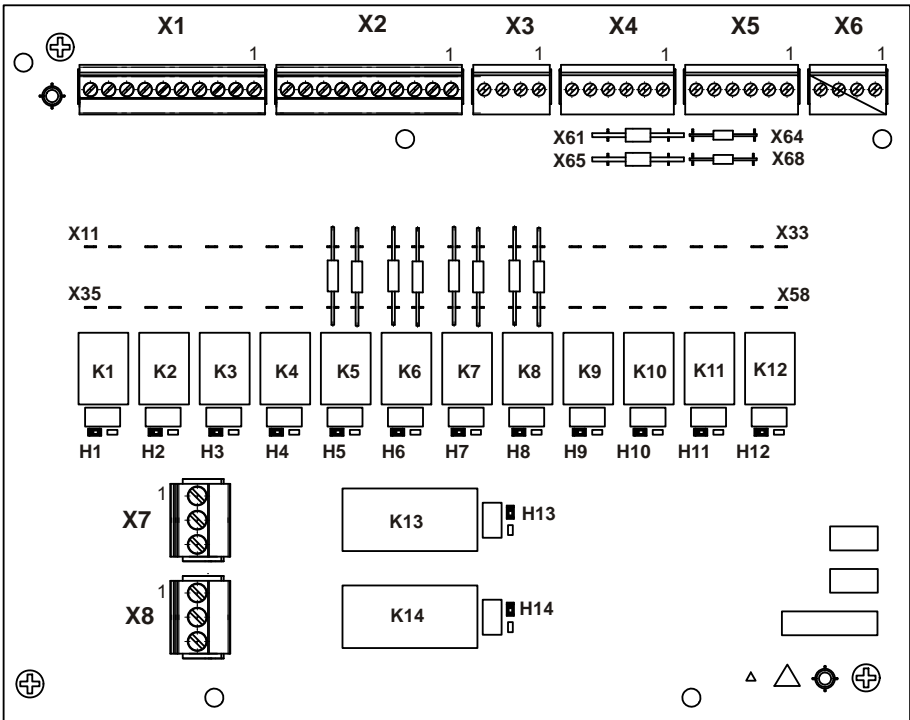 X1 X2 X3 X4 X5 X6
1 1 1 1 1 1
X61 X64
X65 X68
X11 X33
X35 X58
K1 K2 K3 K4 K5 K6 K7 K8 K9 K10 K11 K12
H1 H2 H3 H4 H5 H6 H7 H8 H9 H10 H11 H12
1
X7
K13 H13
1
X8
K14 H14